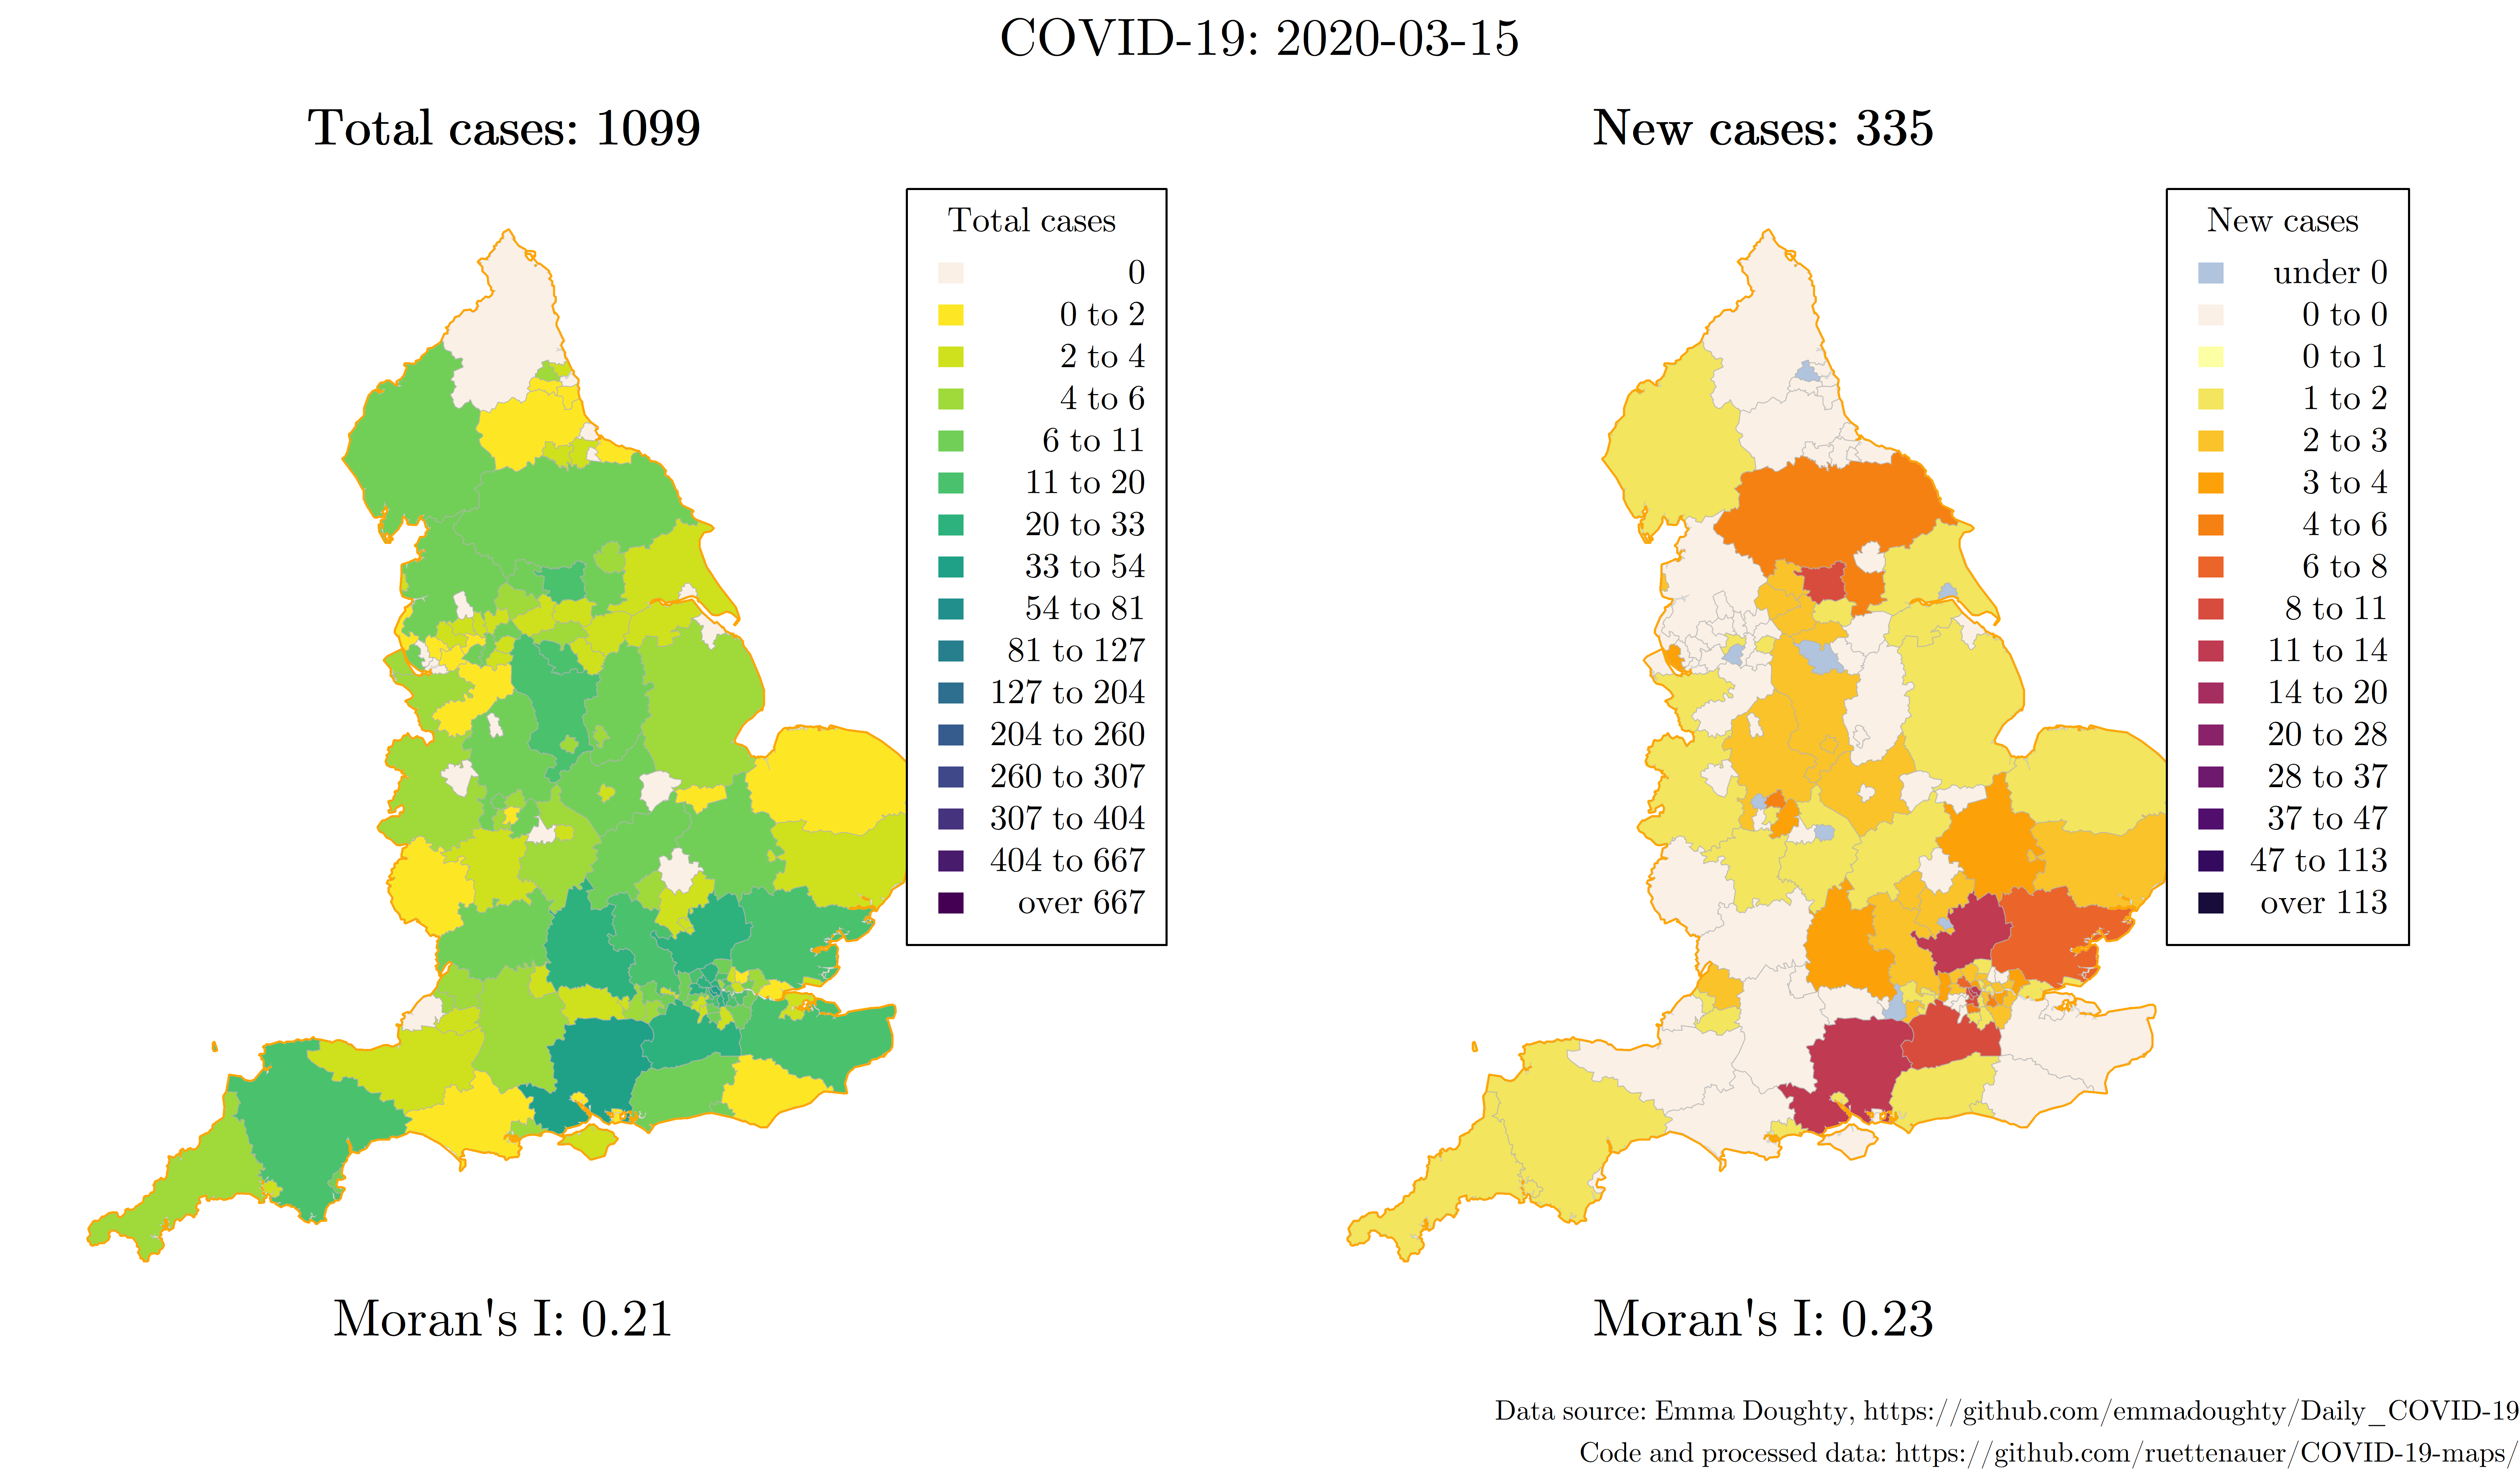 COVID-19: 2020-03-15
Total cases: 1099
Total cases
0
0 to 2
2 to 4
4 to 6
6 to 11
11 to 20
20 to 33
33 to 54
54 to 81
81 to 127
127 to 204
204 to 260
260 to 307
307 to 404
404 to 667
over 667
Moran's I: 0.21
New cases: 335
New cases
under 0
0 to 0
0 to 1
1 to 2
2 to 3
3 to 4
4 to 6
6 to 8
8 to 11
11 to 14
14 to 20
20 to 28
28 to 37
37 to 47
47 to 113
over 113
Moran's I: 0.23
Data source: Emma Doughty, https://github.com/emmadoughty/Daily_COVID-19
Code and processed data: https://github.com/ruettenauer/COVID-19-maps/